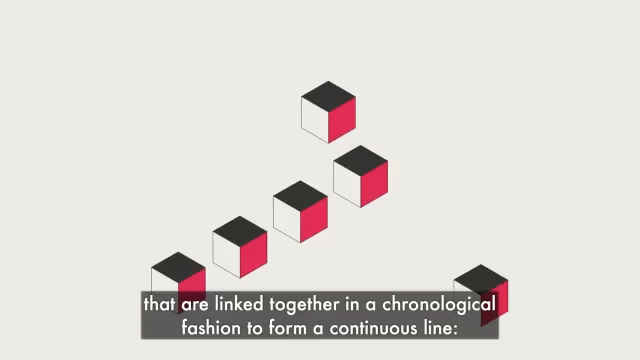 that are linked together in a chronological
fashion to form a continuous line: